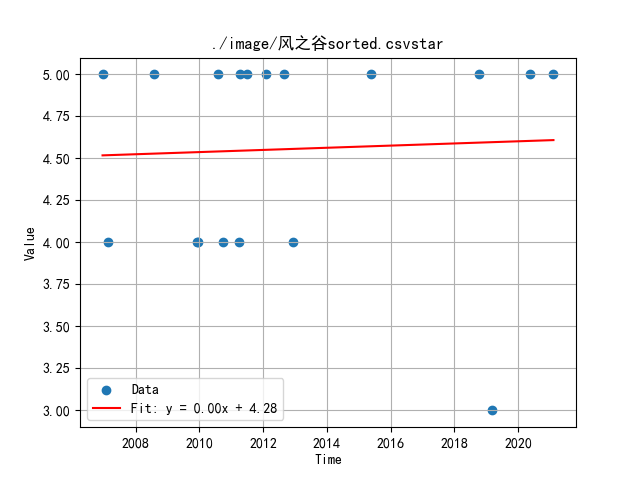 ./image/风之谷sorted.csvstar
5.00
4.75
4.50
4.25
4.00
3.75
3.50
3.25
3.00
Value
Data
Fit: y = 0.00x + 4.28
2008 2010 2012 2014 2016 2018 2020
Time